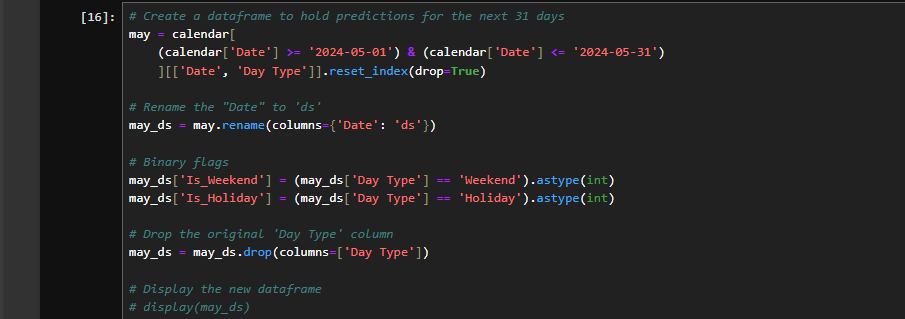 [16]: # Create a dataframe to hold predictions for the next 31 days
may = calendar[
    (calendar['Date'] >= '2024-05-01') & (calendar['Date'] <= '2024-05-31')
    ][['Date', 'Day Type']].reset_index(drop=True)

# Rename the "Date" to 'ds'
may_ds = may.rename(columns={'Date': 'ds'})

# Binary flags
may_ds['Is_Weekend'] = (may_ds['Day Type'] == 'Weekend').astype(int)
may_ds['Is_Holiday'] = (may_ds['Day Type'] == 'Holiday').astype(int)

# Drop the original 'Day Type' column
may_ds = may_ds.drop(columns=['Day Type'])

# Display the new dataframe
# display(may_ds)